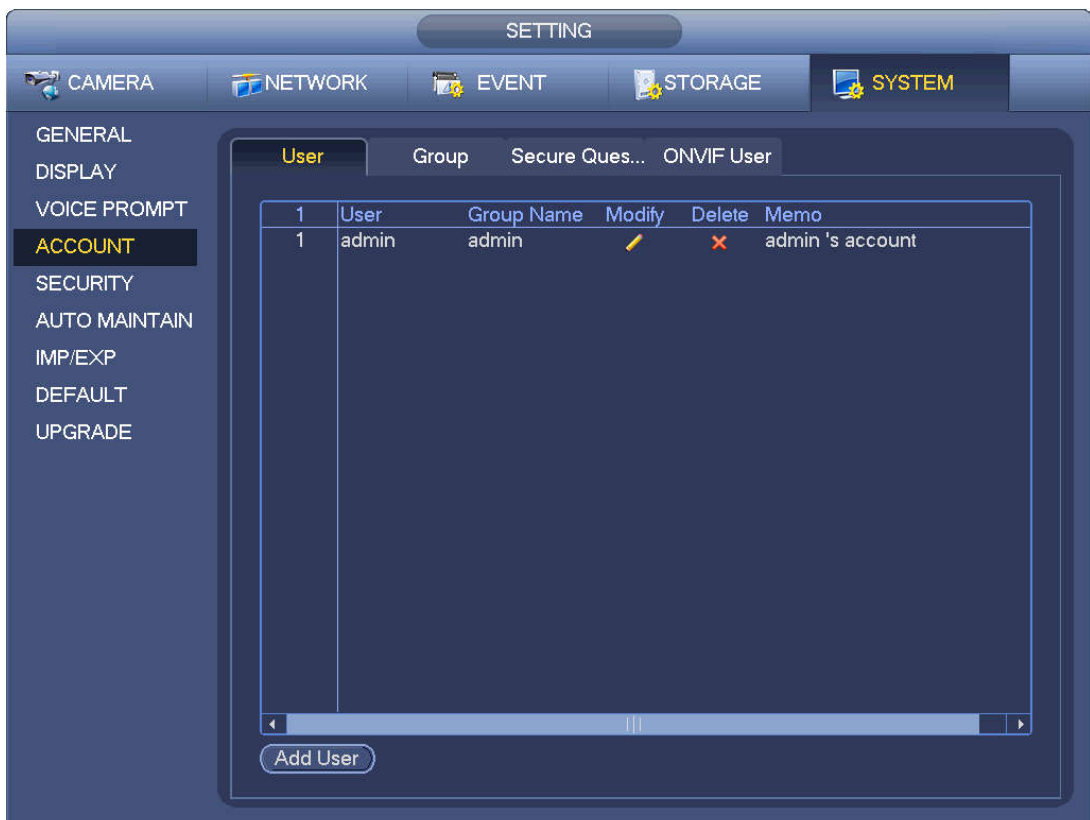 SETTING
CAMERA NETWORK EVENT STORAGE SYSTEM
GENERAL
DISPLAY
VOICE PROMPT
ACCOUNT
SECURITY
AUTO MAINTAIN
IMP/EXP
DEFAULT
UPGRADE
User Group Secure Ques... ONVIF User
1 User Group Name Modify Delete Memo
1 admin admin admin 's account
Add User